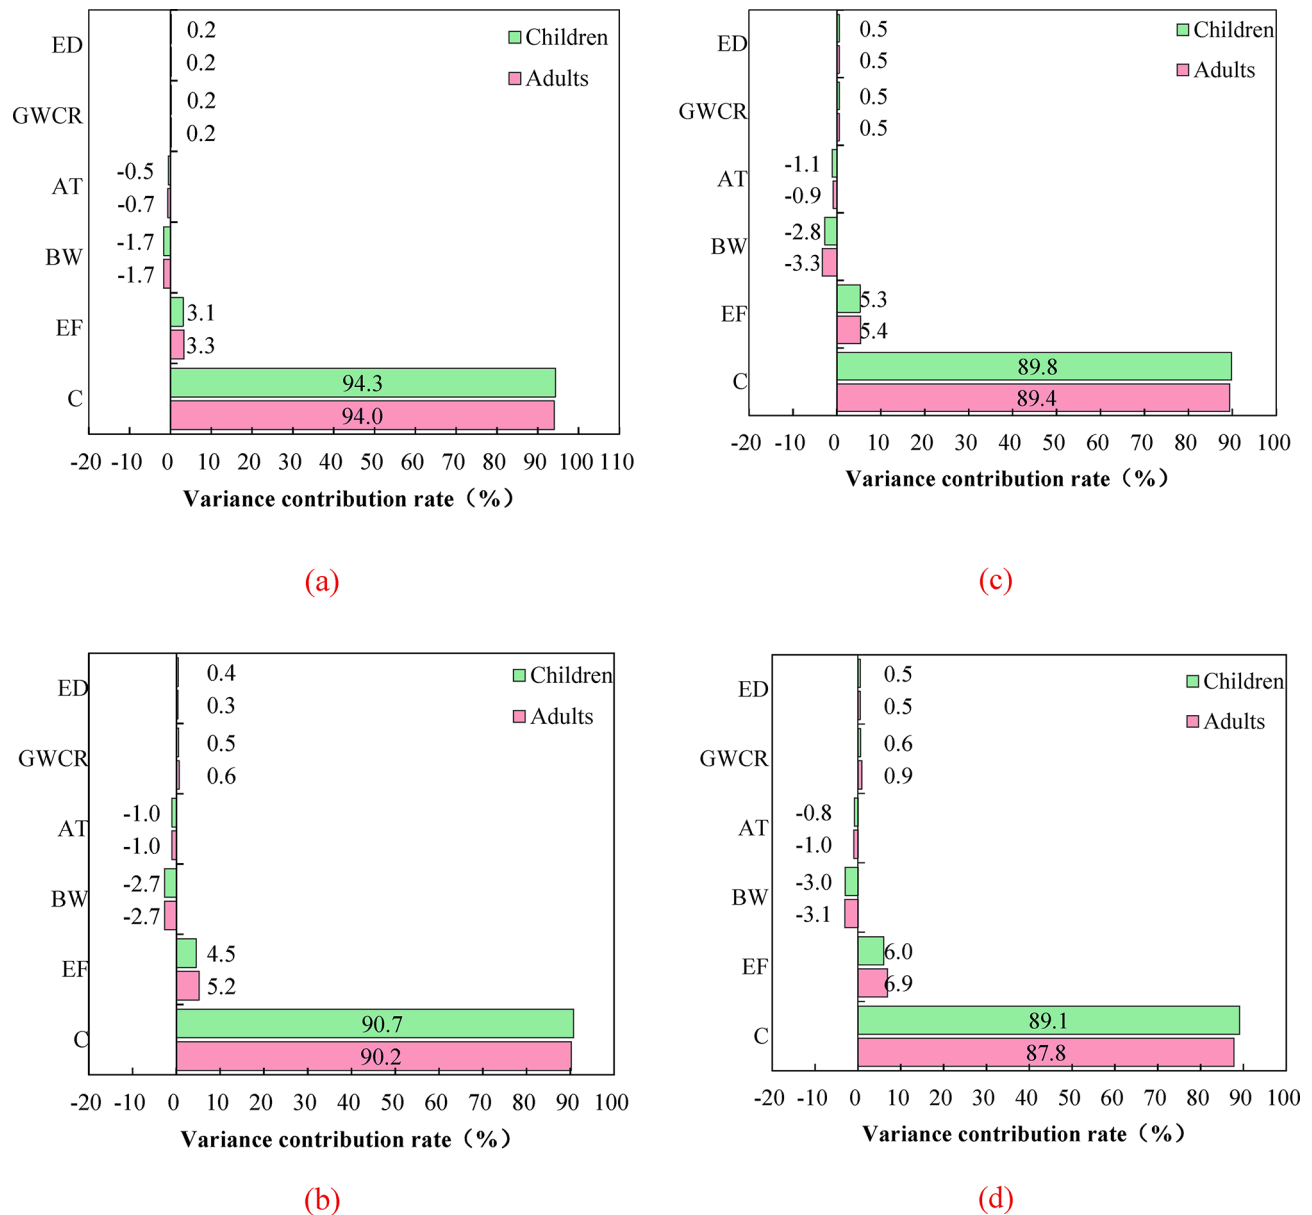 ED
GWCR
AT
BW
EF
C
0.2
0.2
0.2
0.2
-0.5
-0.7
-1.7
-1.7
3.1
3.3
94.3
94.0
Children
Adults
-20 -10 0 10 20 30 40 50 60 70 80 90 100 110
Variance contribution rate（%）
(a)
ED
GWCR
AT
BW
EF
C
0.5
0.5
0.5
0.5
-1.1
-0.9
-2.8
-3.3
5.3
5.4
89.8
89.4
Children
Adults
-20 -10 0 10 20 30 40 50 60 70 80 90 100
Variance contribution rate（%）
(c)
ED
GWCR
AT
BW
EF
C
0.4
0.3
0.5
0.6
-1.0
-1.0
-2.7
-2.7
4.5
5.2
90.7
90.2
Children
Adults
-20 -10 0 10 20 30 40 50 60 70 80 90 100
Variance contribution rate（%）
(b)
ED
GWCR
AT
BW
EF
C
0.5
0.5
0.6
0.9
-0.8
-1.0
-3.0
-3.1
6.0
6.9
89.1
87.8
Children
Adults
-20 -10 0 10 20 30 40 50 60 70 80 90 100
Variance contribution rate（%）
(d)